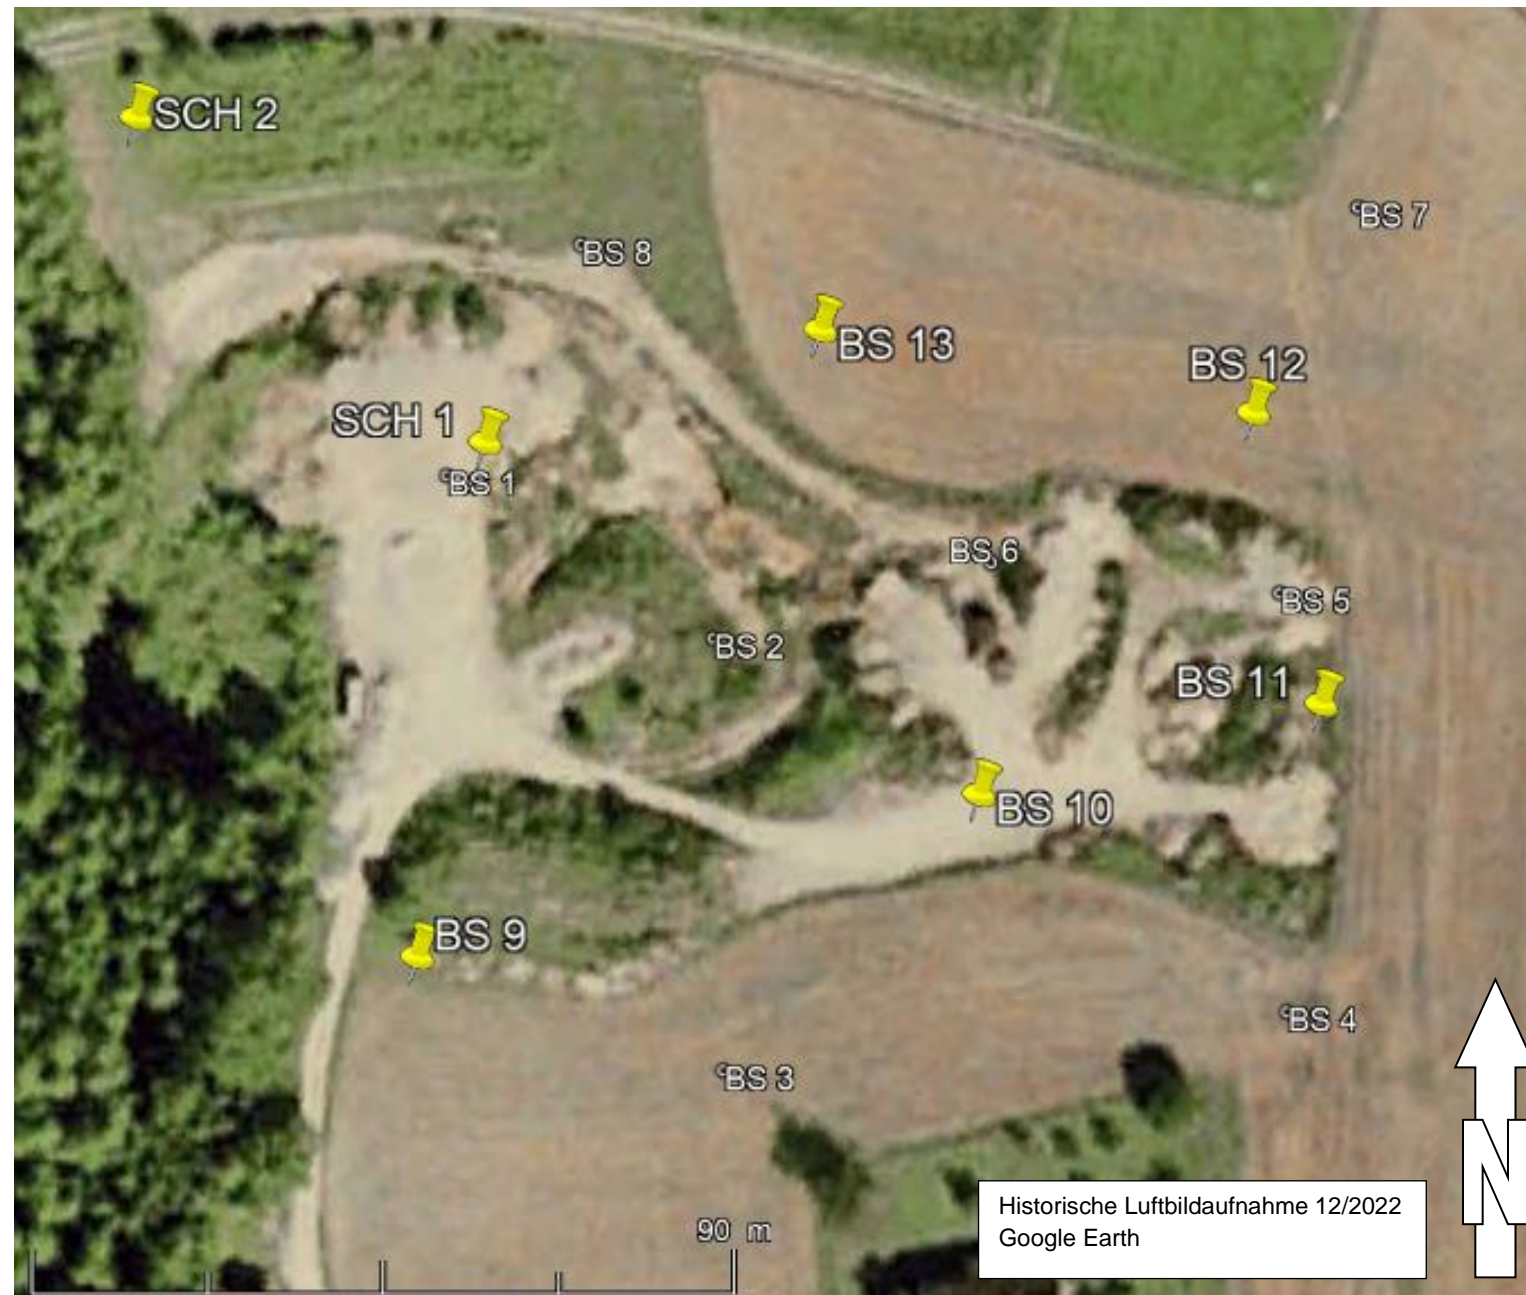 SCH 2
BS 7
BS 8
BS 13
BS 12
SCH 1
BS 1
BS 6
BS 5
BS 2
BS 11
BS 10
BS 9
BS 4
BS 3
N
Historische Luftbildaufnahme 12/2022
Google Earth
90 m